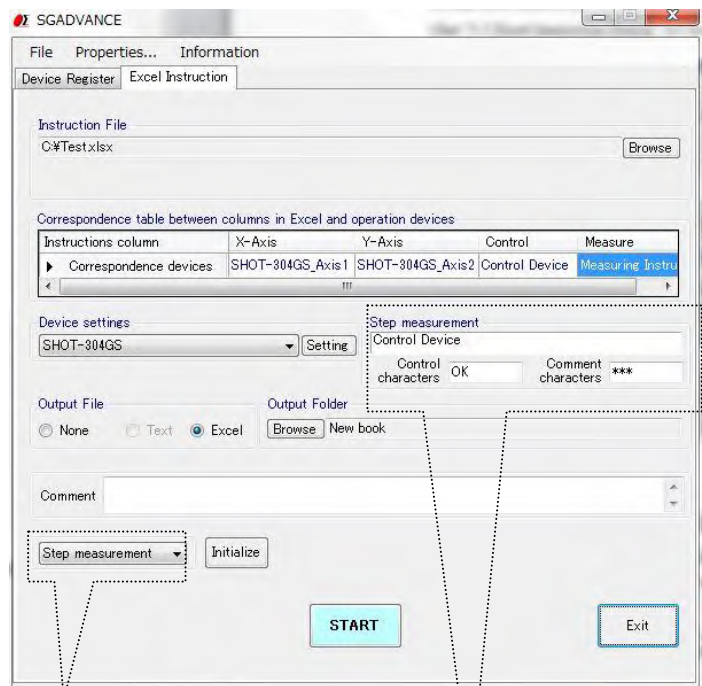 SGADVANCE
File Properties... Information
Device Register Excel Instruction
Instruction File
C:¥Test.xlsx Browse
Correspondence table between columns in Excel and operation devices
Instructions column X-Axis Y-Axis Control Measure
Correspondence devices SHOT-304GS_Axis1 SHOT-304GS_Axis2 Control Device Measuring Instru
Device settings Step measurement
SHOT-304GS Setting Control Device
Control characters OK Comment characters ***
Output File Output Folder
None Text Excel Browse New book
Comment
Step measurement Initialize
START Exit